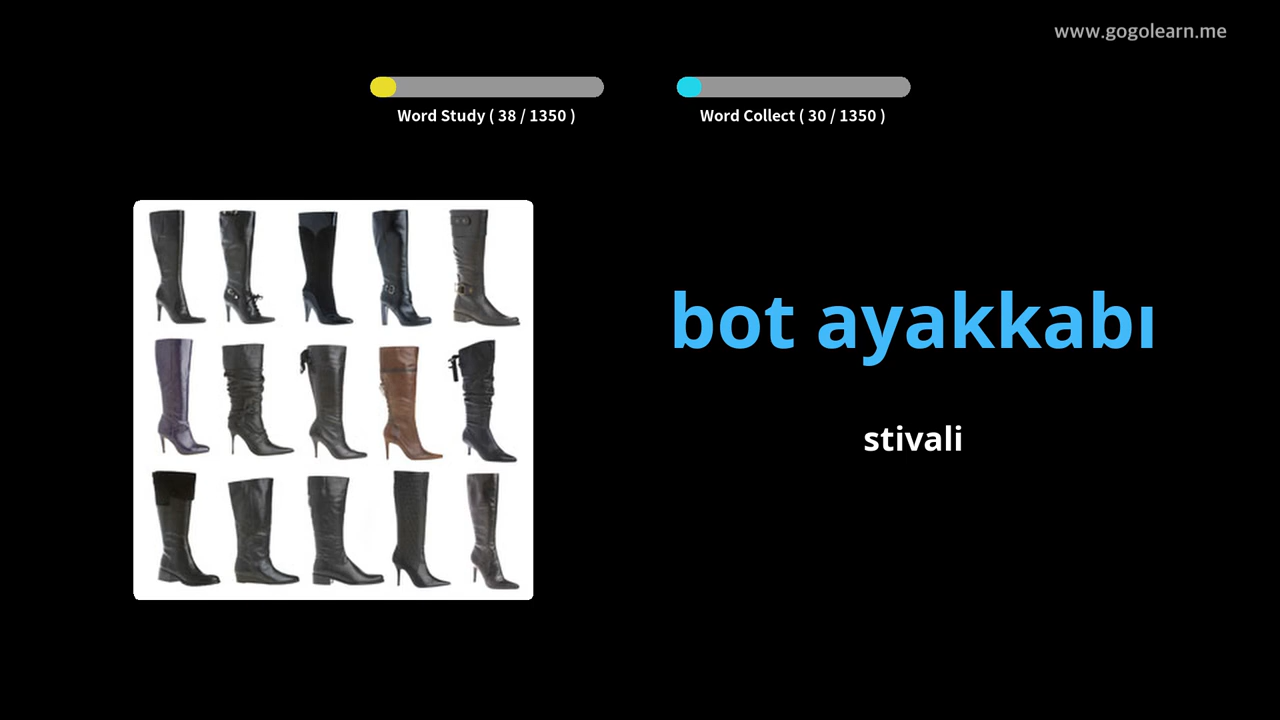 www.gogolearn.me
Word Study ( 38 / 1350 )
Word Collect ( 30 / 1350 )
bot ayakkabı
stivali